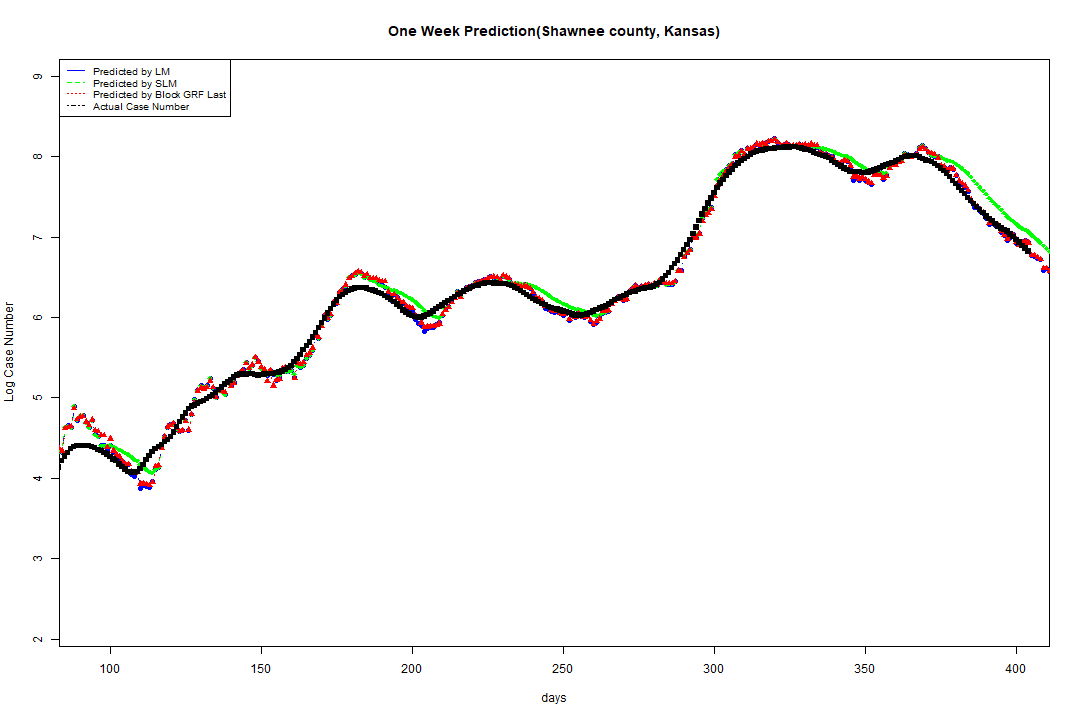 One Week Prediction(Shawnee county, Kansas)
Predicted by LM
Predicted by SLM
Predicted by Block GRF Last
Actual Case Number
Log Case Number
9
8
7
6
5
4
3
2
100 150 200 250 300 350 400
days